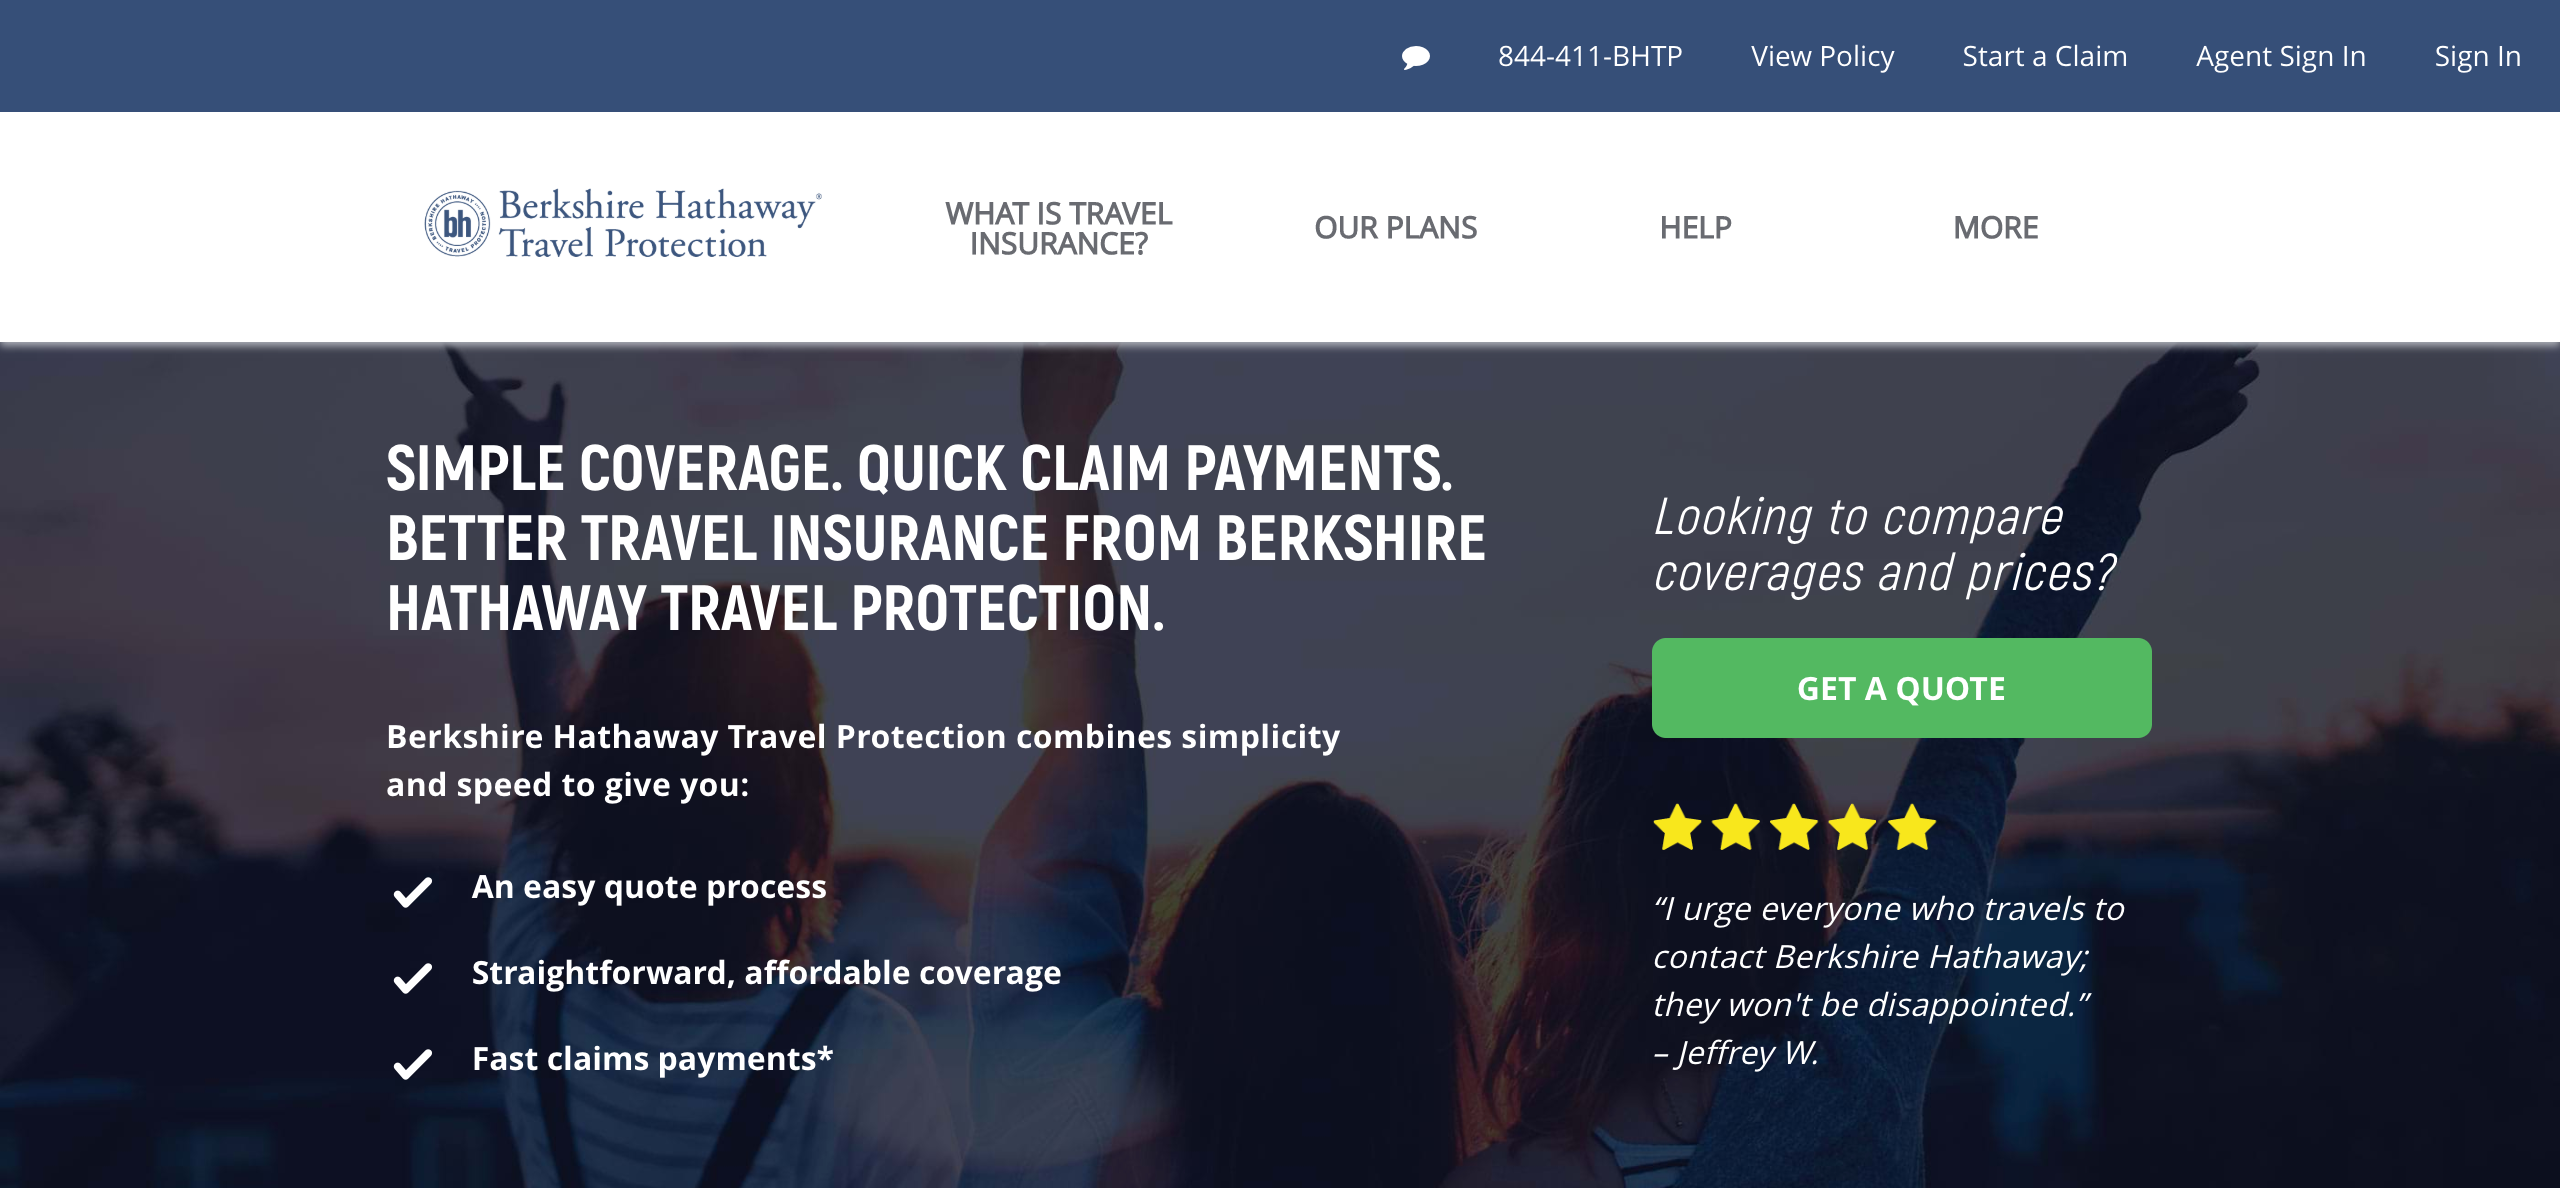 844-411-BHTP View Policy Start a Claim Agent Sign In Sign In
bh
BERKSHIRE HATHAWAY
TRAVEL PROTECTION
Berkshire Hathaway®
Travel Protection
WHAT IS TRAVEL
INSURANCE?
OUR PLANS
HELP
MORE
SIMPLE COVERAGE. QUICK CLAIM PAYMENTS.
BETTER TRAVEL INSURANCE FROM BERKSHIRE
HATHAWAY TRAVEL PROTECTION.
Berkshire Hathaway Travel Protection combines simplicity
and speed to give you:
An easy quote process
Straightforward, affordable coverage
Fast claims payments*
Looking to compare
coverages and prices?
GET A QUOTE
“I urge everyone who travels to
contact Berkshire Hathaway;
they won't be disappointed.”
– Jeffrey W.